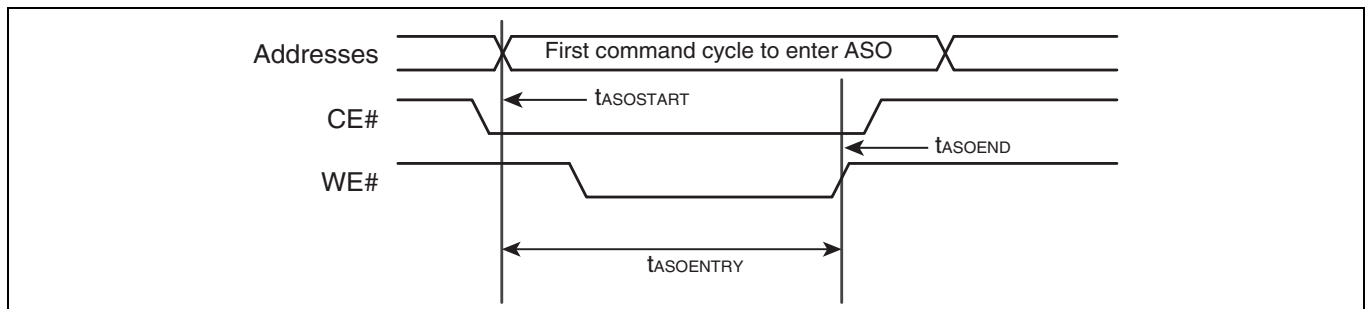 Addresses
First command cycle to enter ASO
tASOSTART
CE#
tASOEND
WE#
tASOENTRY